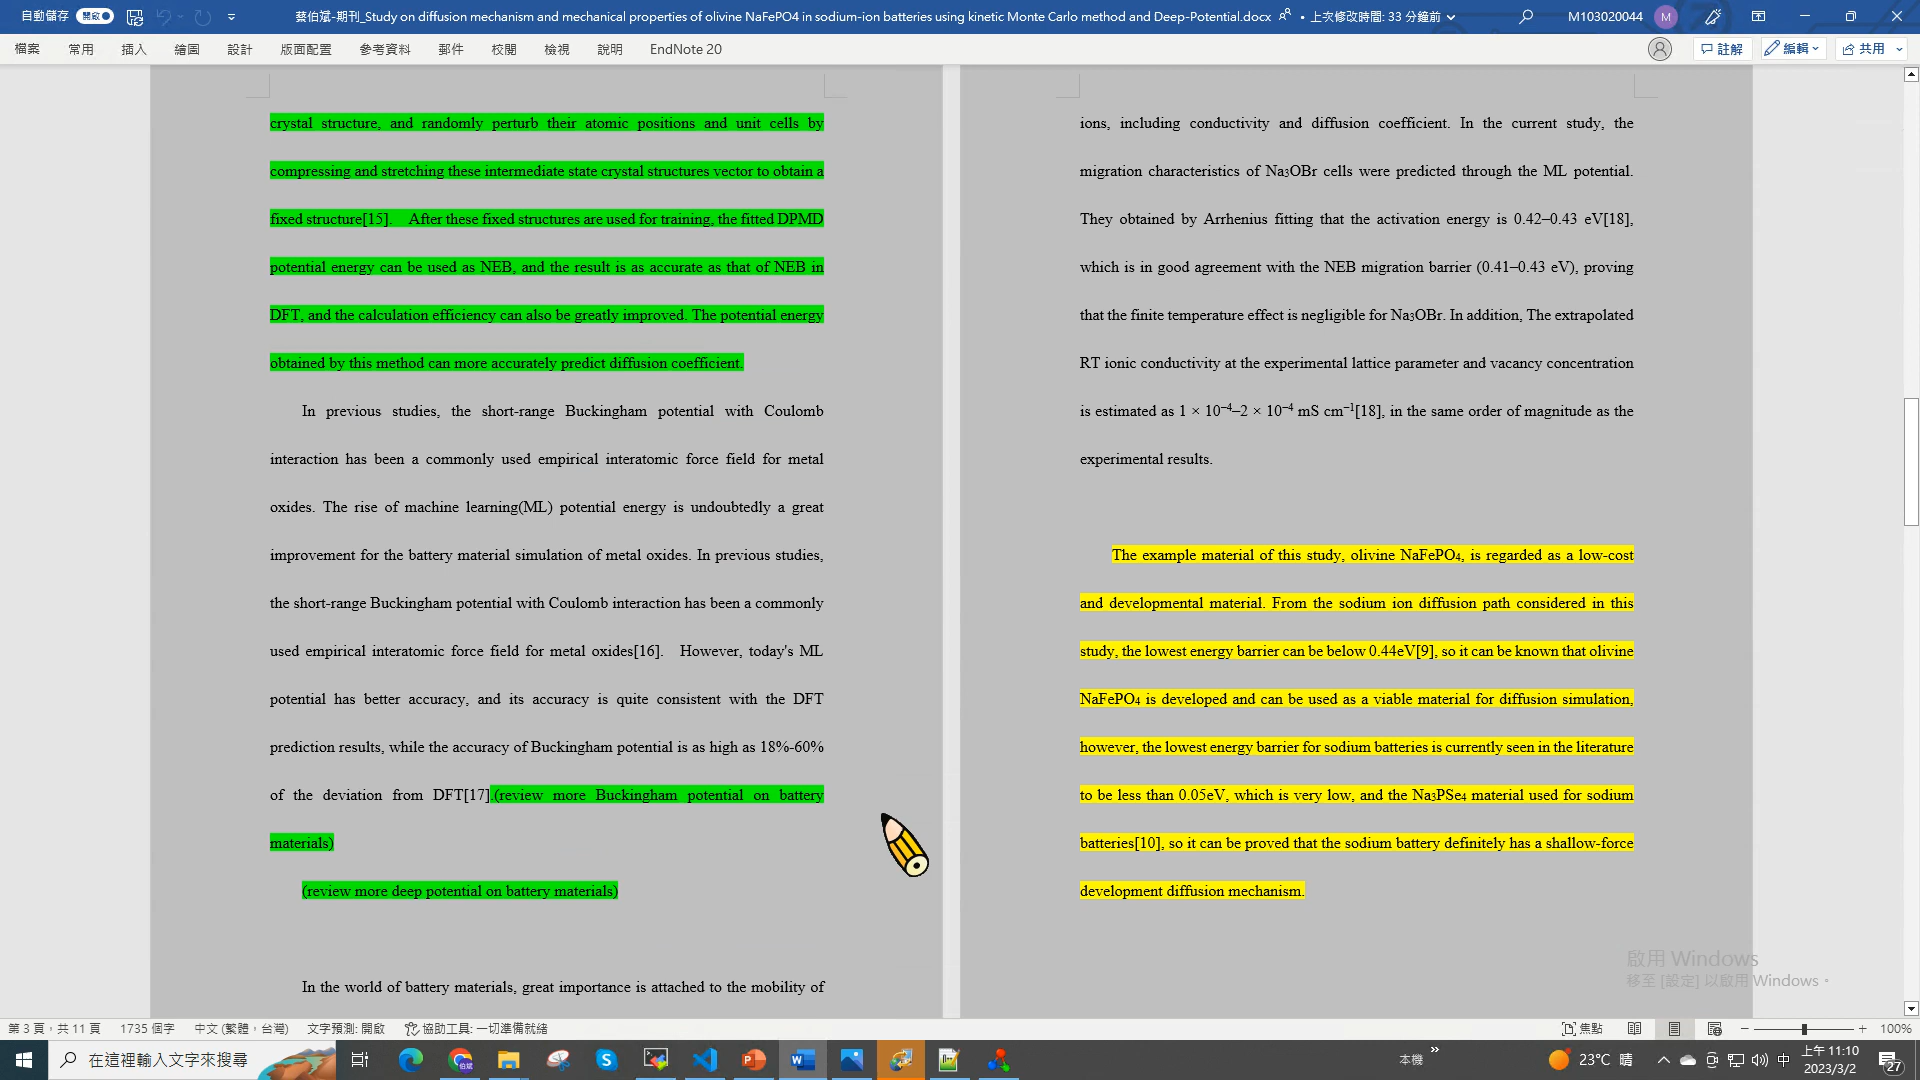 自動儲存 開啟 蔡伯斌-期刊_Study on diffusion mechanism and mechanical properties of olivine NaFePO4 in sodium-ion batteries using kinetic Monte Carlo method and Deep-Potential.docx • 上次修改時間: 33 分鐘前 M103020044 M
檔案 常用 插入 繪圖 設計 版面配置 參考資料 郵件 校閱 檢視 說明 EndNote 20 註解 編輯 共用
crystal structure, and randomly perturb their atomic positions and unit cells by
compressing and stretching these intermediate state crystal structures vector to obtain a
fixed structure[15]. After these fixed structures are used for training, the fitted DPMD
potential energy can be used as NEB, and the result is as accurate as that of NEB in
DFT, and the calculation efficiency can also be greatly improved. The potential energy
obtained by this method can more accurately predict diffusion coefficient.
In previous studies, the short-range Buckingham potential with Coulomb
interaction has been a commonly used empirical interatomic force field for metal
oxides. The rise of machine learning(ML) potential energy is undoubtedly a great
improvement for the battery material simulation of metal oxides. In previous studies,
the short-range Buckingham potential with Coulomb interaction has been a commonly
used empirical interatomic force field for metal oxides[16]. However, today's ML
potential has better accuracy, and its accuracy is quite consistent with the DFT
prediction results, while the accuracy of Buckingham potential is as high as 18%-60%
of the deviation from DFT[17].(review more Buckingham potential on battery
materials)
(review more deep potential on battery materials)
In the world of battery materials, great importance is attached to the mobility of
ions, including conductivity and diffusion coefficient. In the current study, the
migration characteristics of Na₃OBr cells were predicted through the ML potential.
They obtained by Arrhenius fitting that the activation energy is 0.42–0.43 eV[18],
which is in good agreement with the NEB migration barrier (0.41–0.43 eV), proving
that the finite temperature effect is negligible for Na₃OBr. In addition, The extrapolated
RT ionic conductivity at the experimental lattice parameter and vacancy concentration
is estimated as 1 × 10⁻⁴–2 × 10⁻⁴ mS cm⁻¹[18], in the same order of magnitude as the
experimental results.
The example material of this study, olivine NaFePO₄, is regarded as a low-cost
and developmental material. From the sodium ion diffusion path considered in this
study, the lowest energy barrier can be below 0.44eV[9], so it can be known that olivine
NaFePO₄ is developed and can be used as a viable material for diffusion simulation,
however, the lowest energy barrier for sodium batteries is currently seen in the literature
to be less than 0.05eV, which is very low, and the Na₃PSe₄ material used for sodium
batteries[10], so it can be proved that the sodium battery definitely has a shallow-force
development diffusion mechanism.
啟用 Windows
移至 [設定] 以啟用 Windows。
第 3 頁，共 11 頁 1735 個字 中文 (繁體，台灣) 文字預測: 開啟 協助工具: 一切準備就緒 焦點 100%
在這裡輸入文字來搜尋 本機 23°C 晴 中 上午 11:10
2023/3/2 27